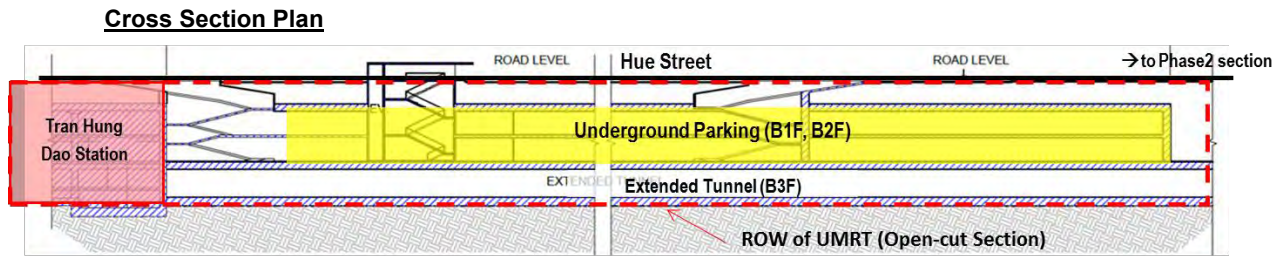 Cross Section Plan
ROAD LEVEL
Hue Street
ROAD LEVEL
→to Phase2 section
Tran Hung
Dao Station
EV
Underground Parking (B1F, B2F)
EXTENDED TUNNEL
Extended Tunnel (B3F)
ROW of UMRT (Open-cut Section)